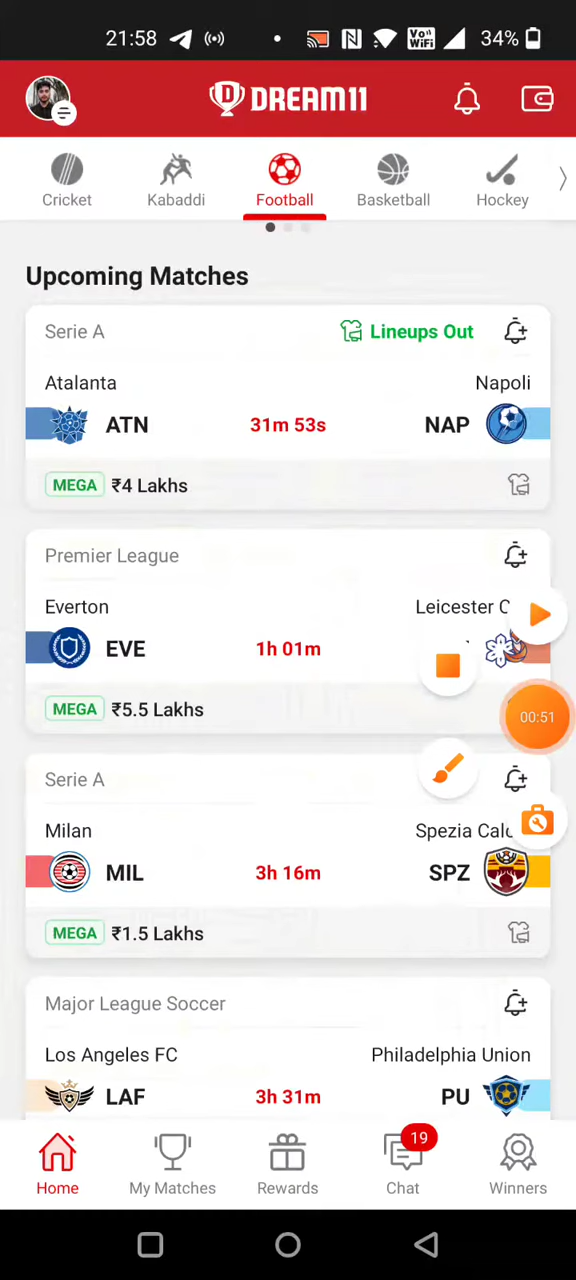 21:58 Vo)) WiFi 34%
DREAM11
Cricket Kabaddi Football Basketball Hockey
Upcoming Matches
Serie A Lineups Out
Atalanta Napoli
ATN 31m 53s NAP
MEGA ₹4 Lakhs
Premier League
Everton Leicester C
EVE 1h 01m
MEGA ₹5.5 Lakhs
00:51
Serie A
Milan Spezia Calc
MIL 3h 16m SPZ
MEGA ₹1.5 Lakhs
Major League Soccer
Los Angeles FC Philadelphia Union
LAF 3h 31m PU
19
Home My Matches Rewards Chat Winners